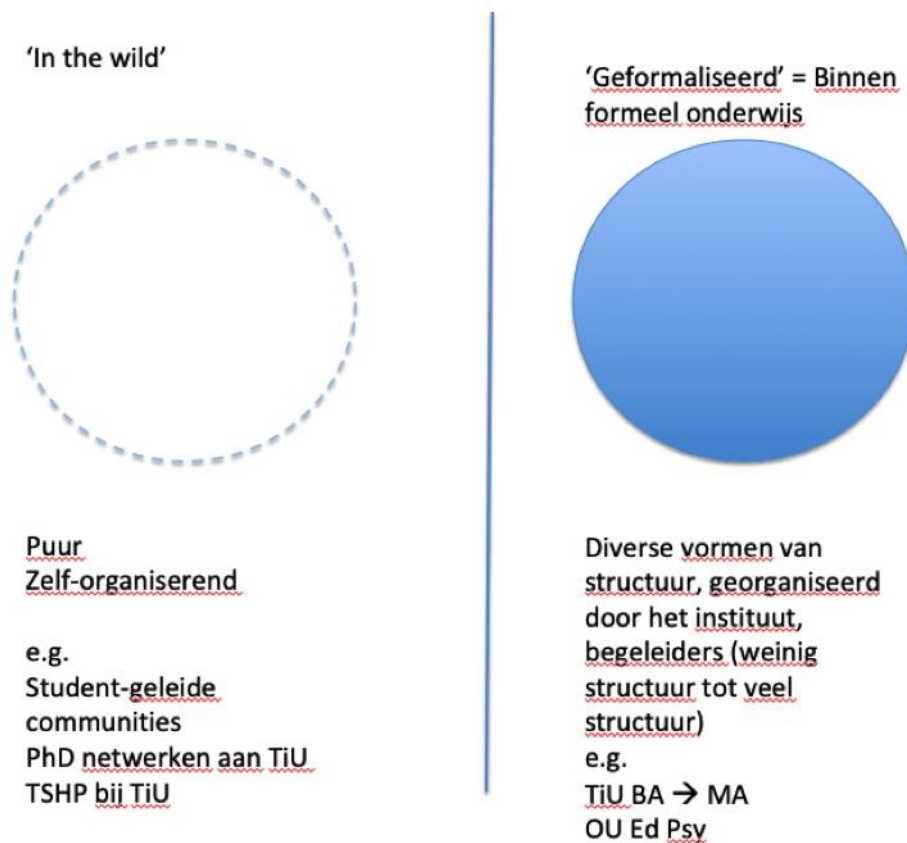 ‘In the wild’
Puur
Zelf-organiserend
e.g.
Student-geleide
communities
PhD netwerken aan TiU
TSHP bij TiU
‘Geformaliseerd’ = Binnen
formeel onderwijs
Diverse vormen van
structuur, georganiseerd
door het instituut,
begeleiders (weinig
structuur tot veel
structuur)
e.g.
TiU BA → MA
OU Ed Psy